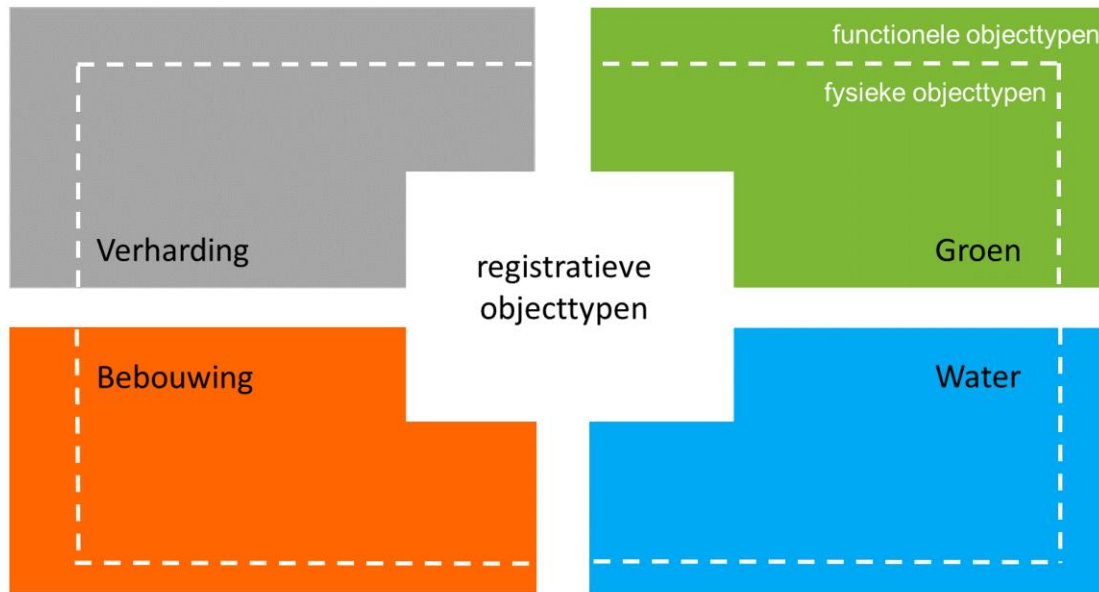 functionele objecttypen
fysieke objecttypen
Verharding
Groen
registratieve
objecttypen
Bebouwing
Water